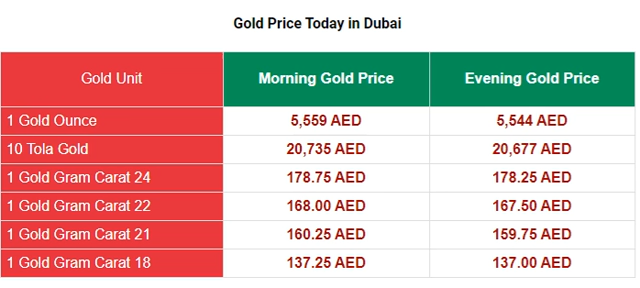 Gold Price Today in Dubai
Gold Unit Morning Gold Price Evening Gold Price
1 Gold Ounce 5,559 AED 5,544 AED
10 Tola Gold 20,735 AED 20,677 AED
1 Gold Gram Carat 24 178.75 AED 178.25 AED
1 Gold Gram Carat 22 168.00 AED 167.50 AED
1 Gold Gram Carat 21 160.25 AED 159.75 AED
1 Gold Gram Carat 18 137.25 AED 137.00 AED